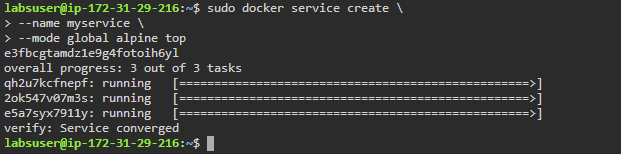 labsuser@ip-172-31-29-216:~$ sudo docker service create \
> --name myservice \
> --mode global alpine top
e3fbcgtamdz1e9g4fotoih6yl
overall progress: 3 out of 3 tasks
qh2u7kcfnepf: running   [==================================================>]
2ok547v07m3s: running   [==================================================>]
e5a7syx7911y: running   [==================================================>]
verify: Service converged
labsuser@ip-172-31-29-216:~$